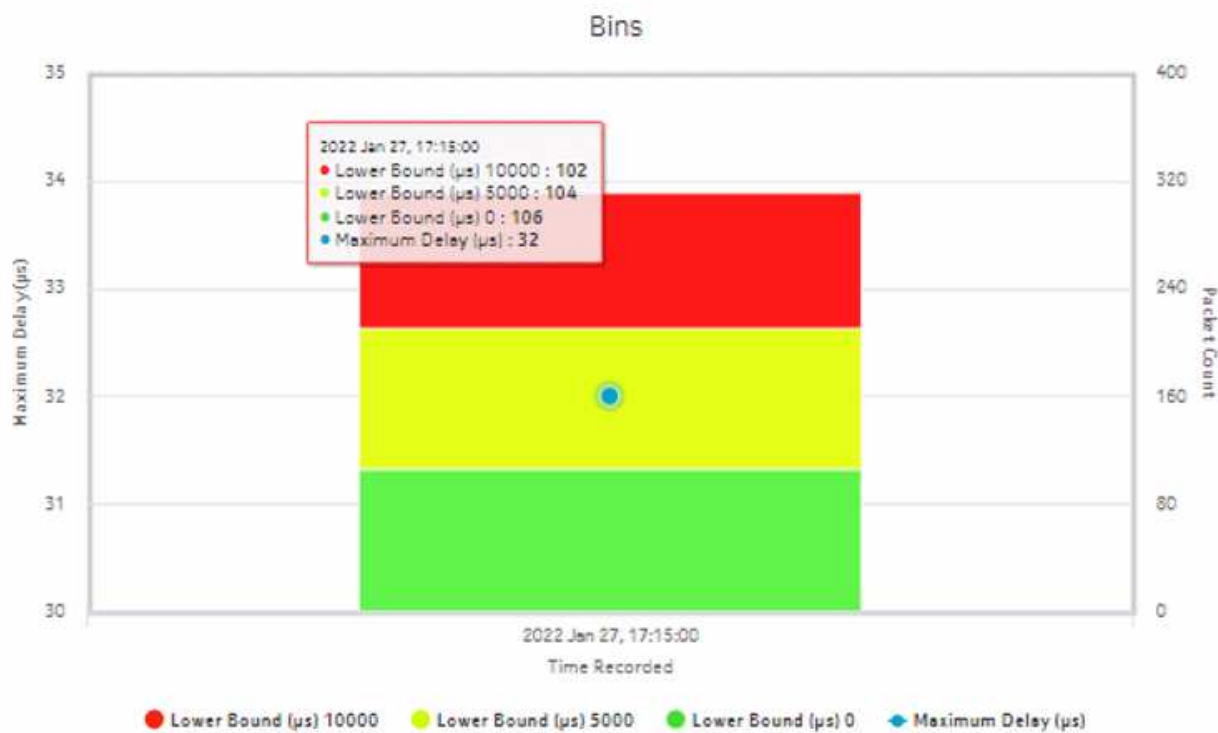 Bins
35
34
33
32
31
30
Maximum Delay(µs)
2022 Jan 27, 17:15:00
Lower Bound (µs) 10000 : 102
Lower Bound (µs) 5000 : 104
Lower Bound (µs) 0 : 106
Maximum Delay (µs) : 32
400
320
240
160
80
0
Packet Count
2022 Jan 27, 17:15:00
Time Recorded
Lower Bound (µs) 10000 Lower Bound (µs) 5000 Lower Bound (µs) 0 Maximum Delay (µs)